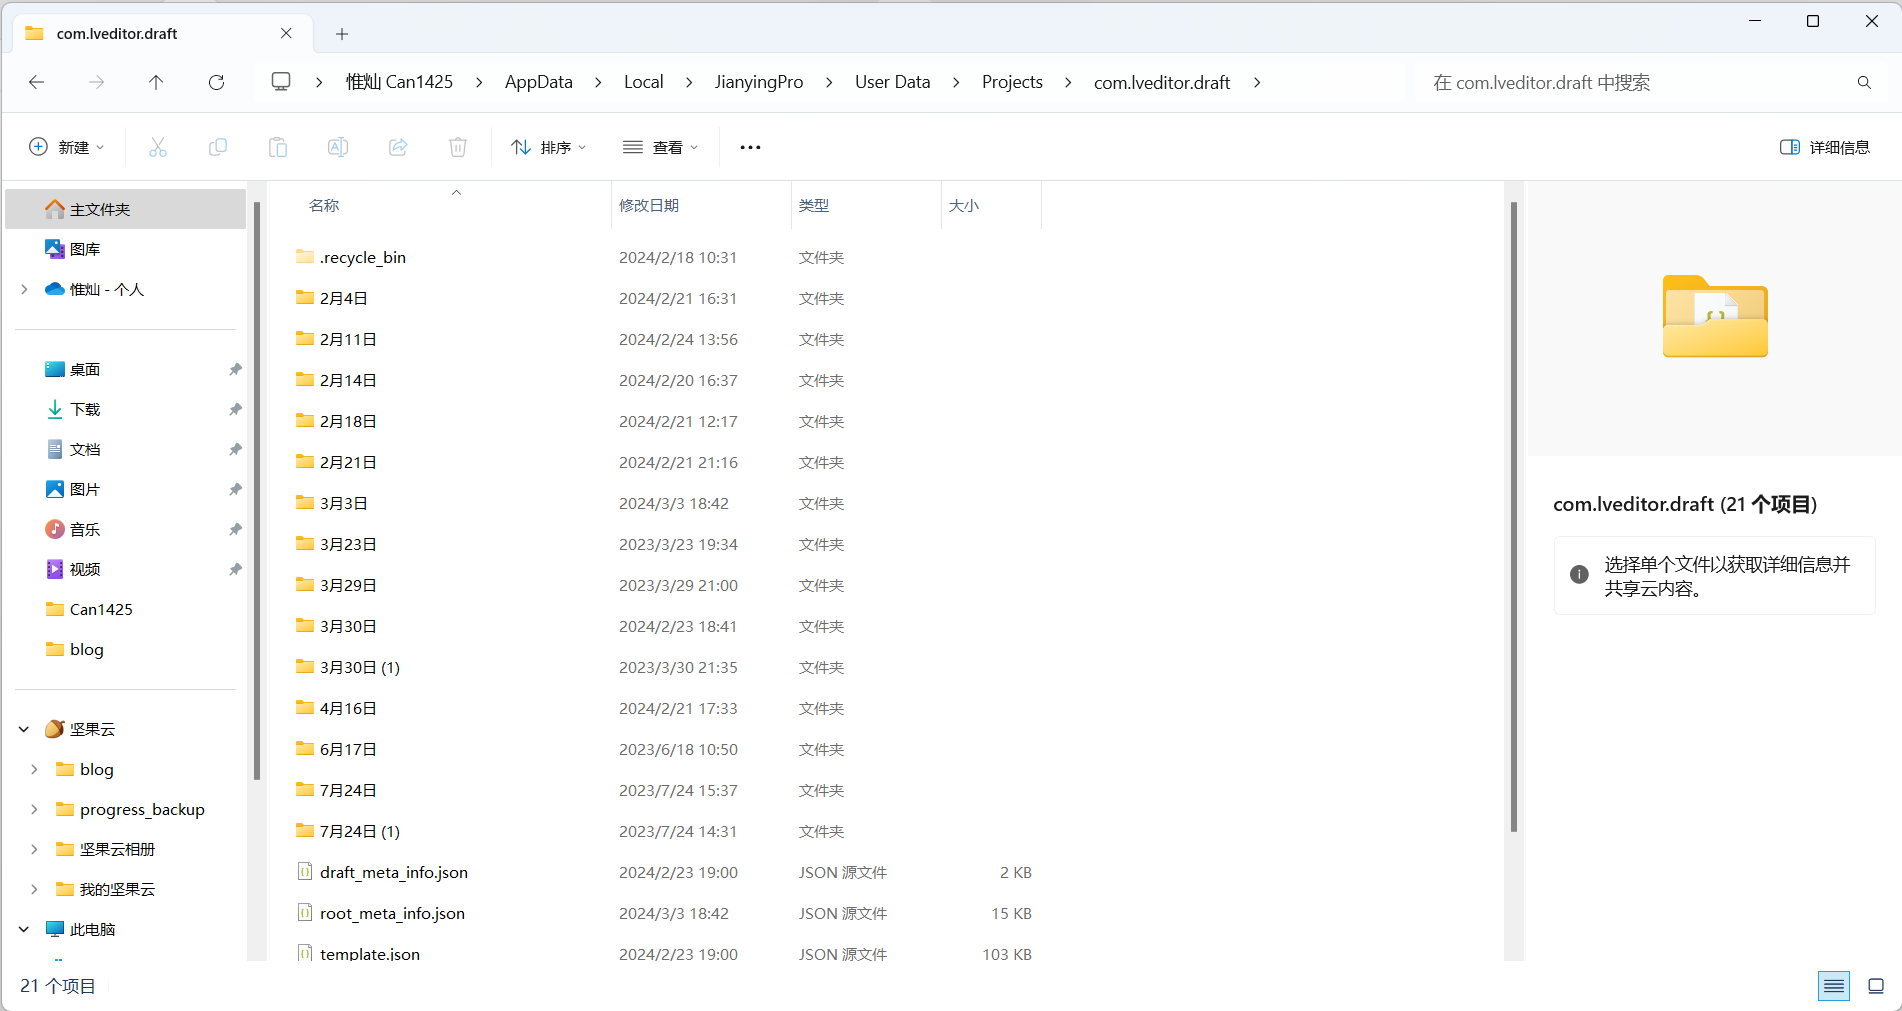 com.lveditor.draft
惟灿 Can1425 > AppData > Local > JianyingPro > User Data > Projects > com.lveditor.draft >
在 com.lveditor.draft 中搜索
新建
排序
查看
详细信息
主文件夹
图库
惟灿 - 个人
桌面
下载
文档
图片
音乐
视频
Can1425
blog
坚果云
blog
progress_backup
坚果云相册
我的坚果云
此电脑
名称 修改日期 类型 大小
.recycle_bin 2024/2/18 10:31 文件夹
2月4日 2024/2/21 16:31 文件夹
2月11日 2024/2/24 13:56 文件夹
2月14日 2024/2/20 16:37 文件夹
2月18日 2024/2/21 12:17 文件夹
2月21日 2024/2/21 21:16 文件夹
3月3日 2024/3/3 18:42 文件夹
3月23日 2023/3/23 19:34 文件夹
3月29日 2023/3/29 21:00 文件夹
3月30日 2024/2/23 18:41 文件夹
3月30日 (1) 2023/3/30 21:35 文件夹
4月16日 2024/2/21 17:33 文件夹
6月17日 2023/6/18 10:50 文件夹
7月24日 2023/7/24 15:37 文件夹
7月24日 (1) 2023/7/24 14:31 文件夹
draft_meta_info.json 2024/2/23 19:00 JSON 源文件 2 KB
root_meta_info.json 2024/3/3 18:42 JSON 源文件 15 KB
template.json 2024/2/23 19:00 JSON 源文件 103 KB
com.lveditor.draft (21 个项目)
选择单个文件以获取详细信息并
共享云内容。
21 个项目